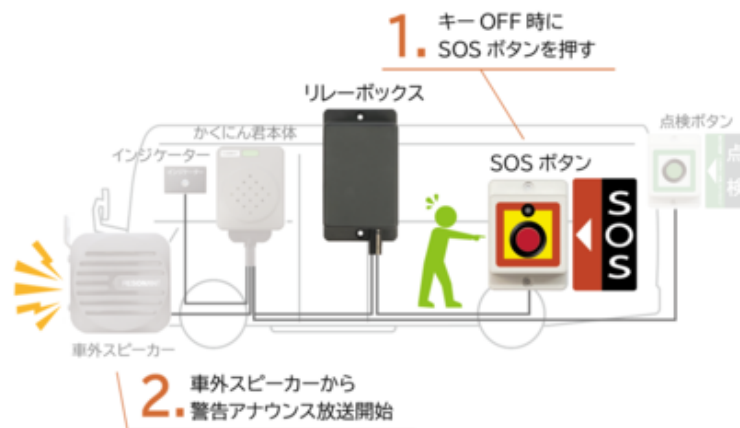 1. キー OFF 時に
SOS ボタンを押す
リレーボックス
かくにん君本体
インジケーター
点検ボタン
SOS ボタン
SOS
点検
車外スピーカー
2. 車外スピーカーから
警告アナウンス放送開始